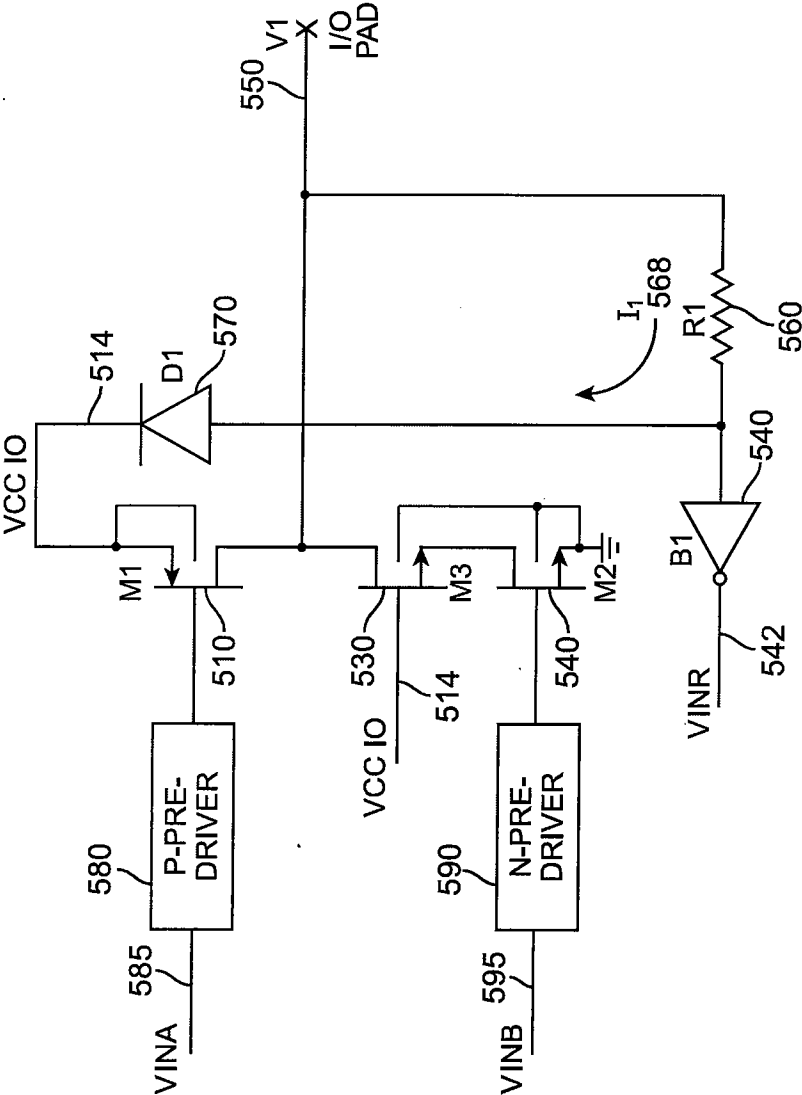 VCC IO
514
D1
570
M1
510
P-PRE-
DRIVER
580
585
VINA
550
V1
I/O
PAD
530
M3
VCC IO
514
M2
540
N-PRE-
DRIVER
590
595
VINB
I1
568
R1
560
B1
540
542
VINR